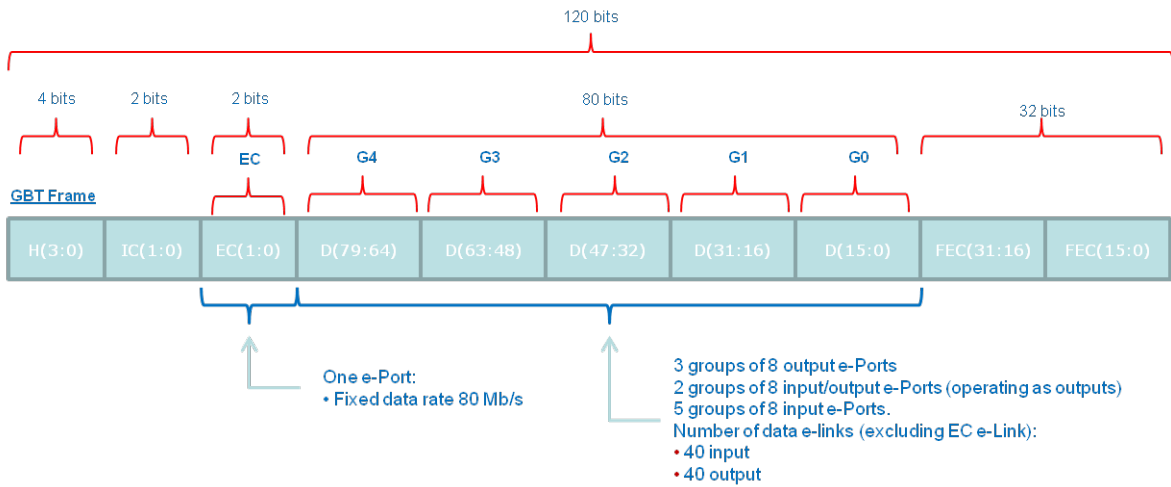 120 bits
4 bits
2 bits
2 bits
80 bits
32 bits
EC
G4
G3
G2
G1
G0
GBT Frame
H(3:0)
IC(1:0)
EC(1:0)
D(79:64)
D(63:48)
D(47:32)
D(31:16)
D(15:0)
FEC(31:16)
FEC(15:0)
One e-Port:
• Fixed data rate 80 Mb/s
3 groups of 8 output e-Ports
2 groups of 8 input/output e-Ports (operating as outputs)
5 groups of 8 input e-Ports.
Number of data e-links (excluding EC e-Link):
• 40 input
• 40 output